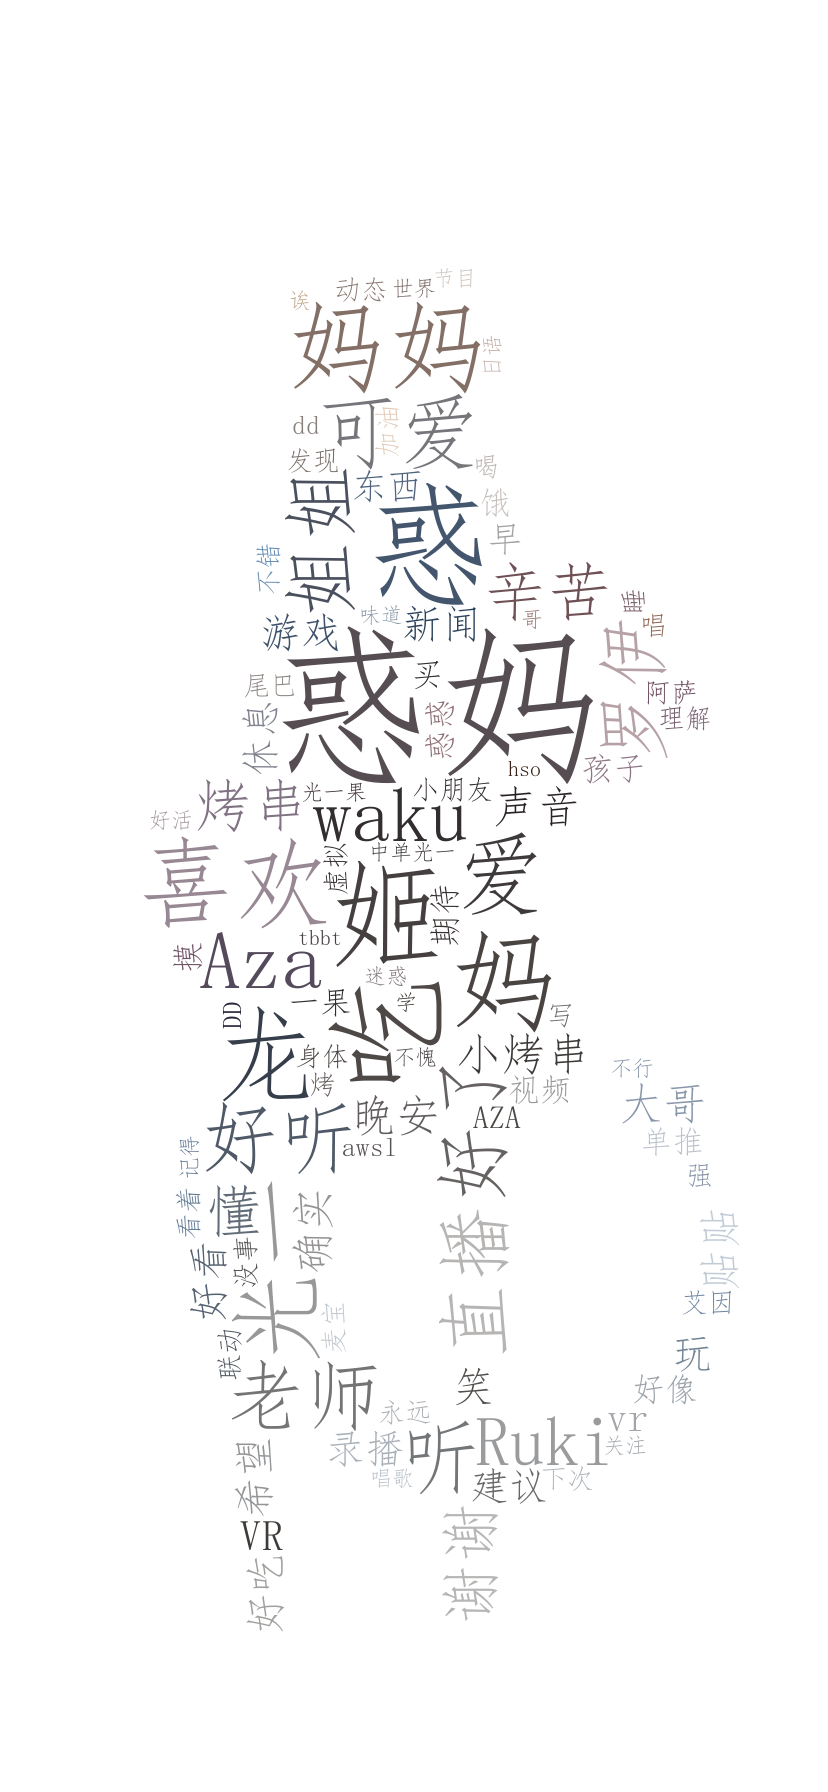 诶
动态
世界
节目
妈妈
日语
dd
可爱
加油
发现
喝
姐姐
东西
惑
饿
早
不错
辛苦
睡
味道
哥
游戏
新闻
唱
伊
罗
尾巴
惑
买
妈
阿萨
休息
惑惑
理解
hso
孩子
烤串
光一果
小朋友
声音
好活
waku
喜欢
虚拟
中单光一
爱
姬
期待
摸
Aza
tbbt
妈
迷惑
DD
一果
吃
学
写
龙
身体
不愧
小烤串
烤
视频
不行
好听
晚安
AZA
大哥
awsl
好了
单推
记得
强
看着
懂
确实
直播
贴贴
好看
没事
光一
麦宝
艾因
联动
玩
老师
笑
好像
永远
录播
听
Ruki
vr
关注
唱歌
建议
下次
希望
VR
谢谢
好吃